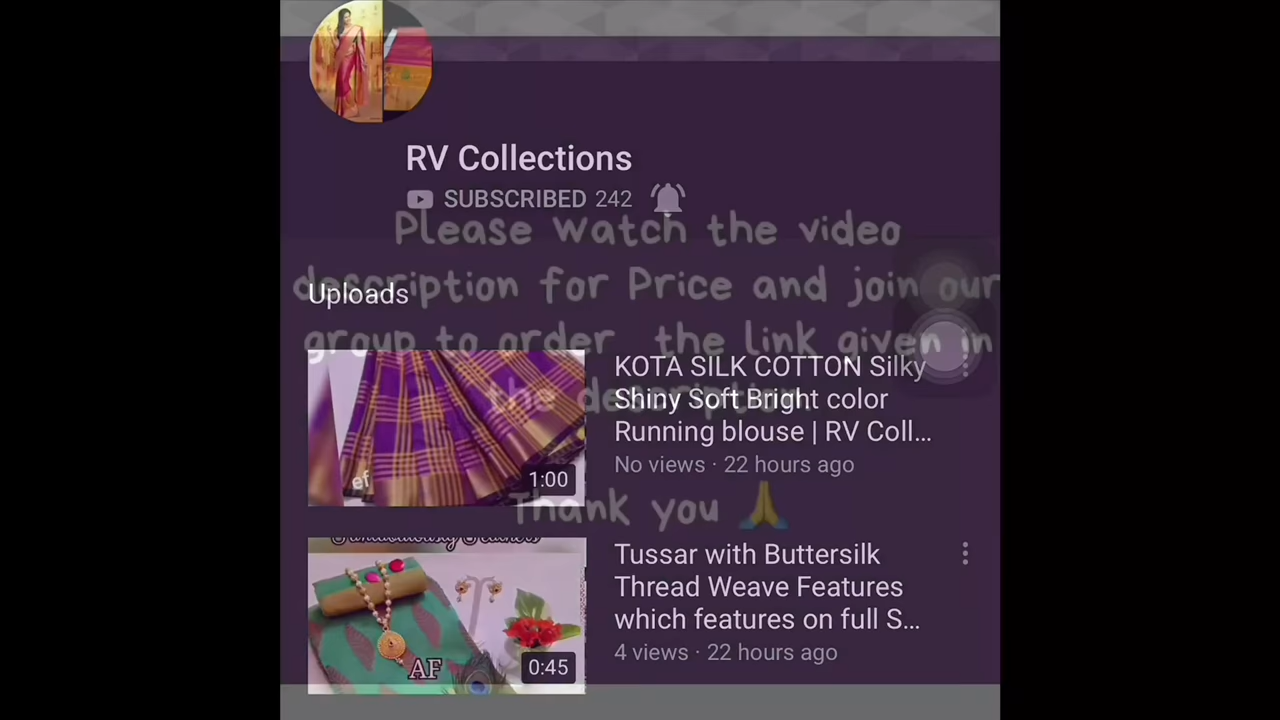 RV Collections
SUBSCRIBED 242
Please watch the video
description for Price and join our
group to order the link given in
the description.
Thank you 🙏
Uploads
KOTA SILK COTTON Silky
Shiny Soft Bright color
Running blouse | RV Coll...
No views · 22 hours ago
ef
1:00
Tussar with Buttersilk
Thread Weave Features
which features on full S...
4 views · 22 hours ago
AF
0:45